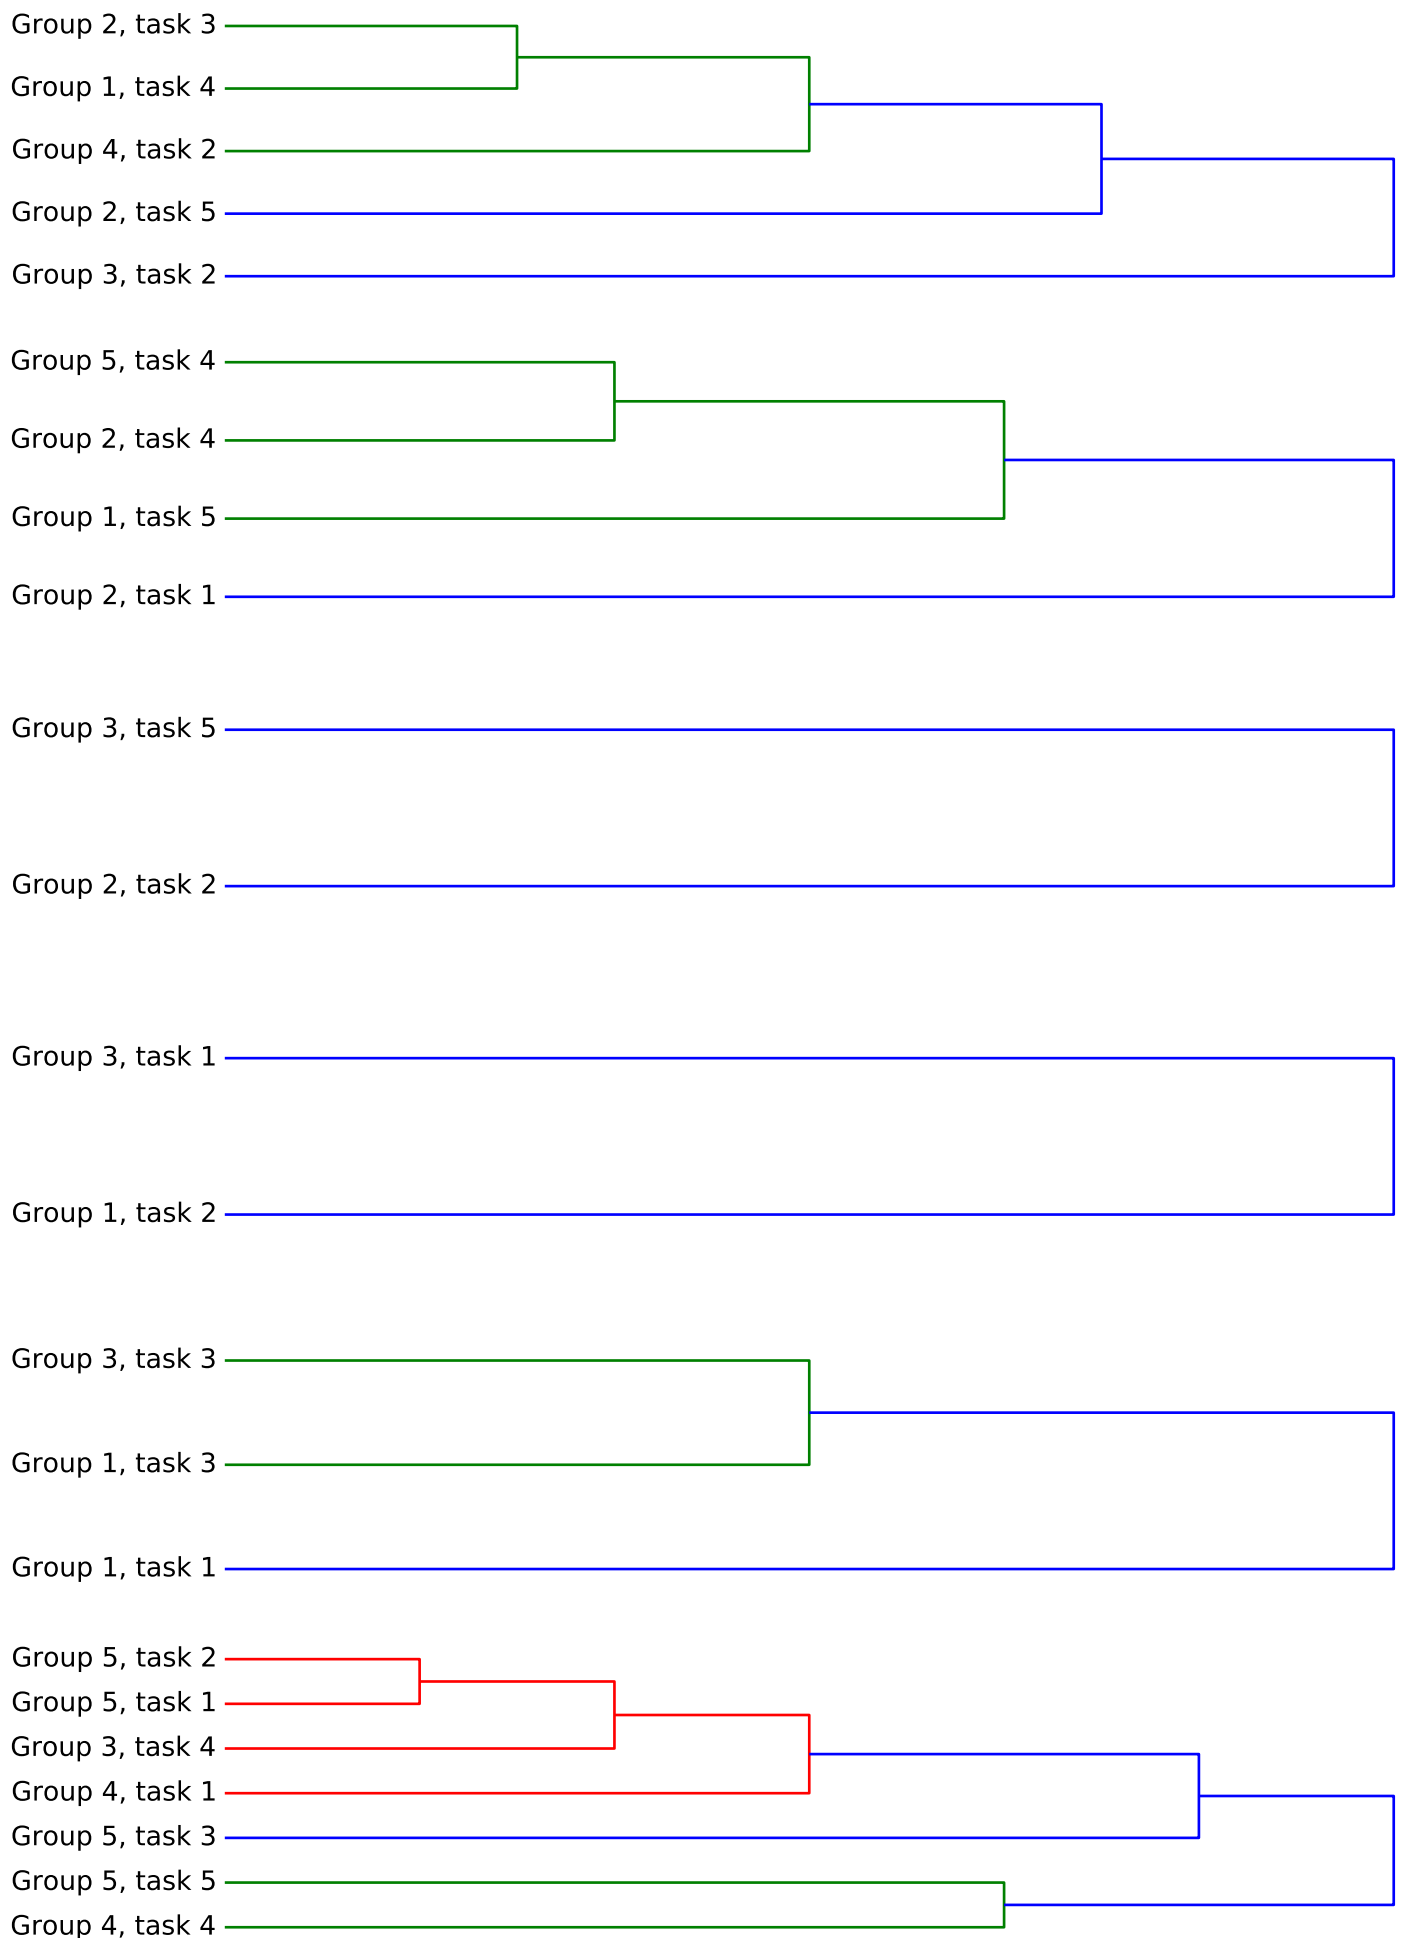 Group 2, task 3
Group 1, task 4
Group 4, task 2
Group 2, task 5
Group 3, task 2
Group 5, task 4
Group 2, task 4
Group 1, task 5
Group 2, task 1
Group 3, task 5
Group 2, task 2
Group 3, task 1
Group 1, task 2
Group 3, task 3
Group 1, task 3
Group 1, task 1
Group 5, task 2
Group 5, task 1
Group 3, task 4
Group 4, task 1
Group 5, task 3
Group 5, task 5
Group 4, task 4